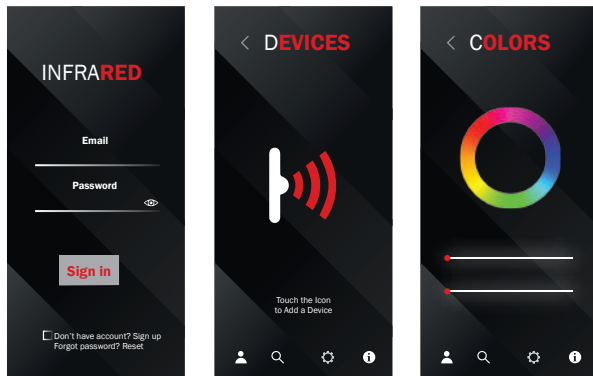 INFRARED
Email
Password
Sign in
Don't have account? Sign up
Forgot password? Reset
DEVICES
Touch the Icon
to Add a Device
COLORS